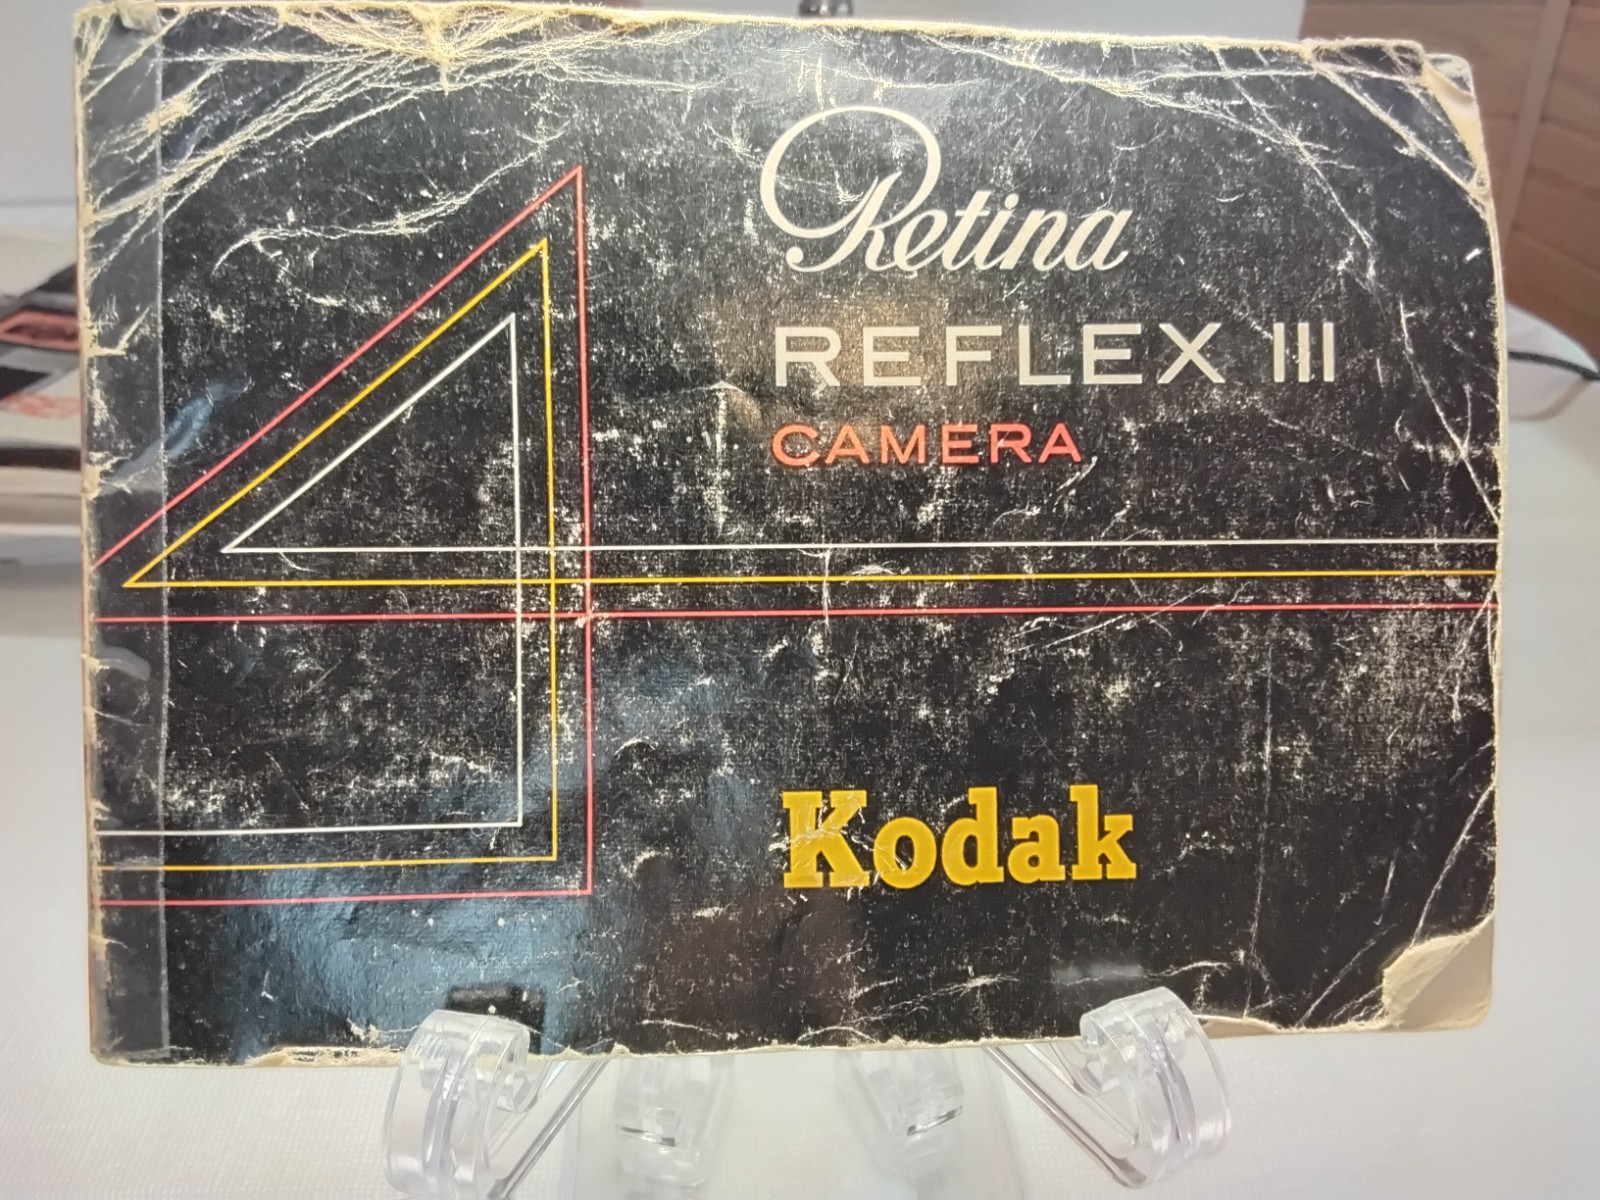 Retina
REFLEX III
CAMERA
Kodak